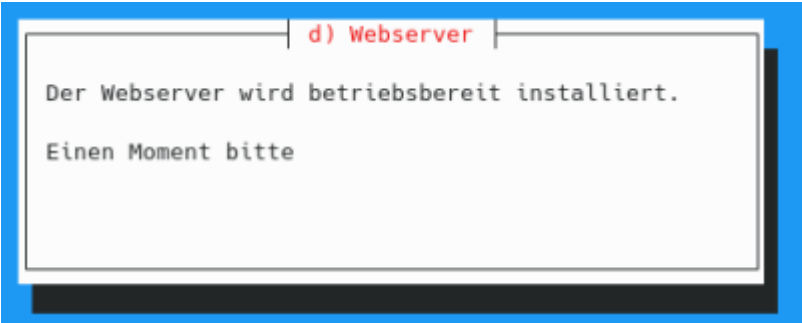 d) Webserver
Der Webserver wird betriebsbereit installiert.
Einen Moment bitte